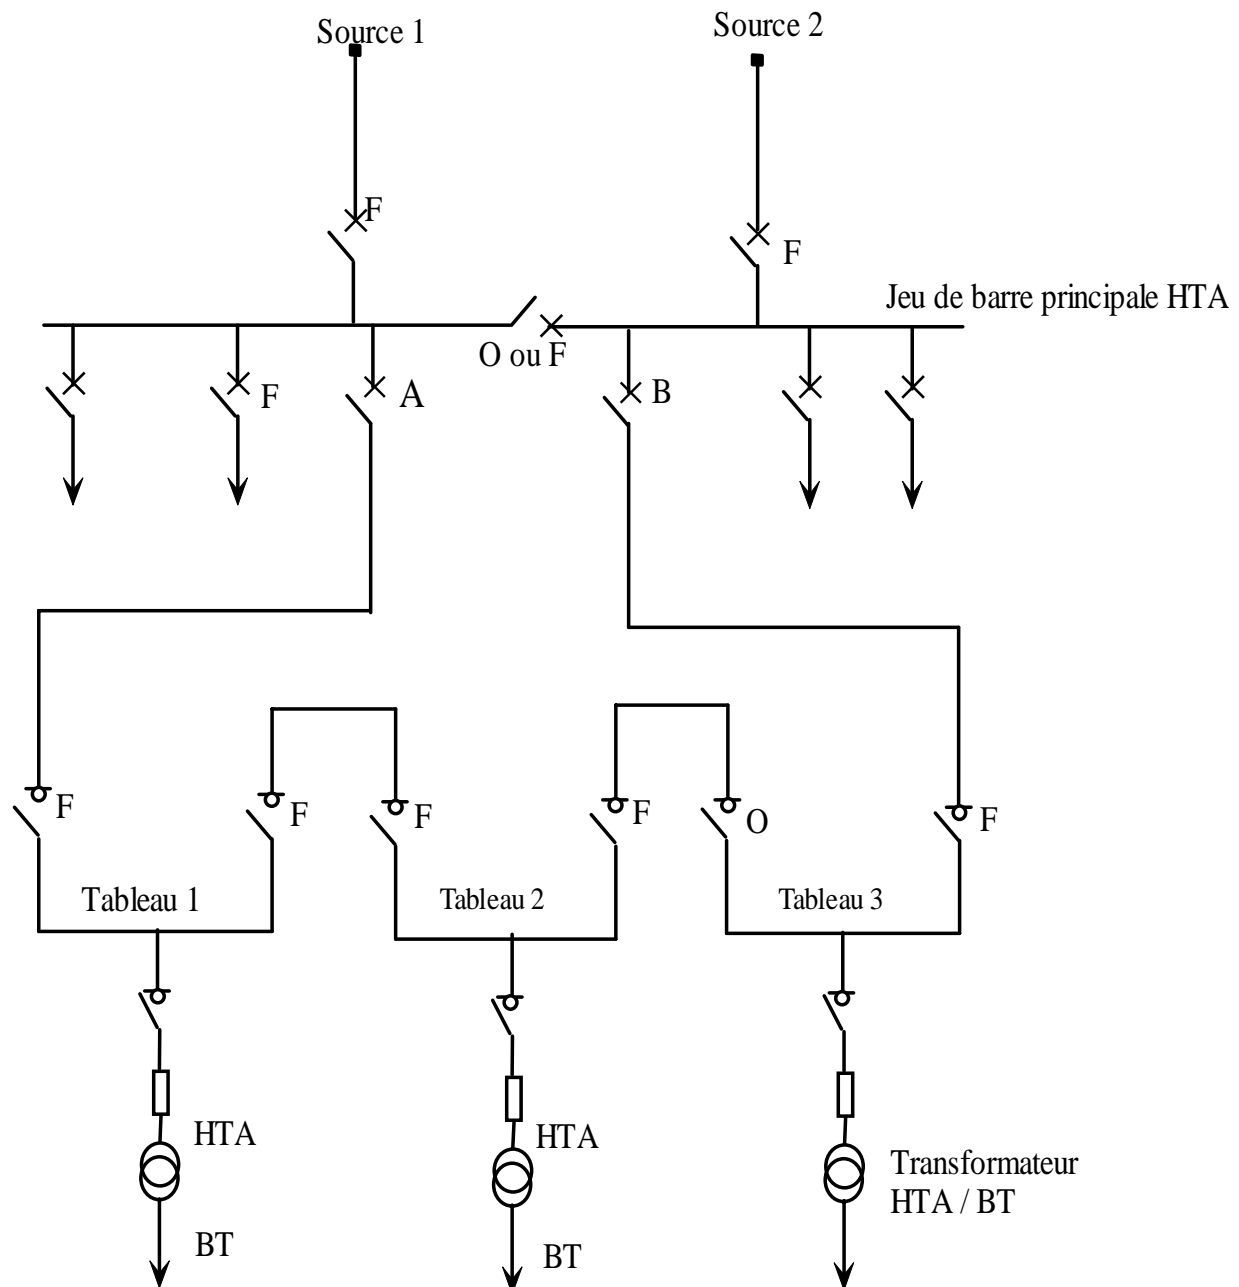 Source 1
Source 2
F
F
Jeu de barre principale HTA
O ou F
F
A
B
F
F
F
F
O
F
Tableau 1
Tableau 2
Tableau 3
HTA
HTA
Transformateur
HTA / BT
BT
BT